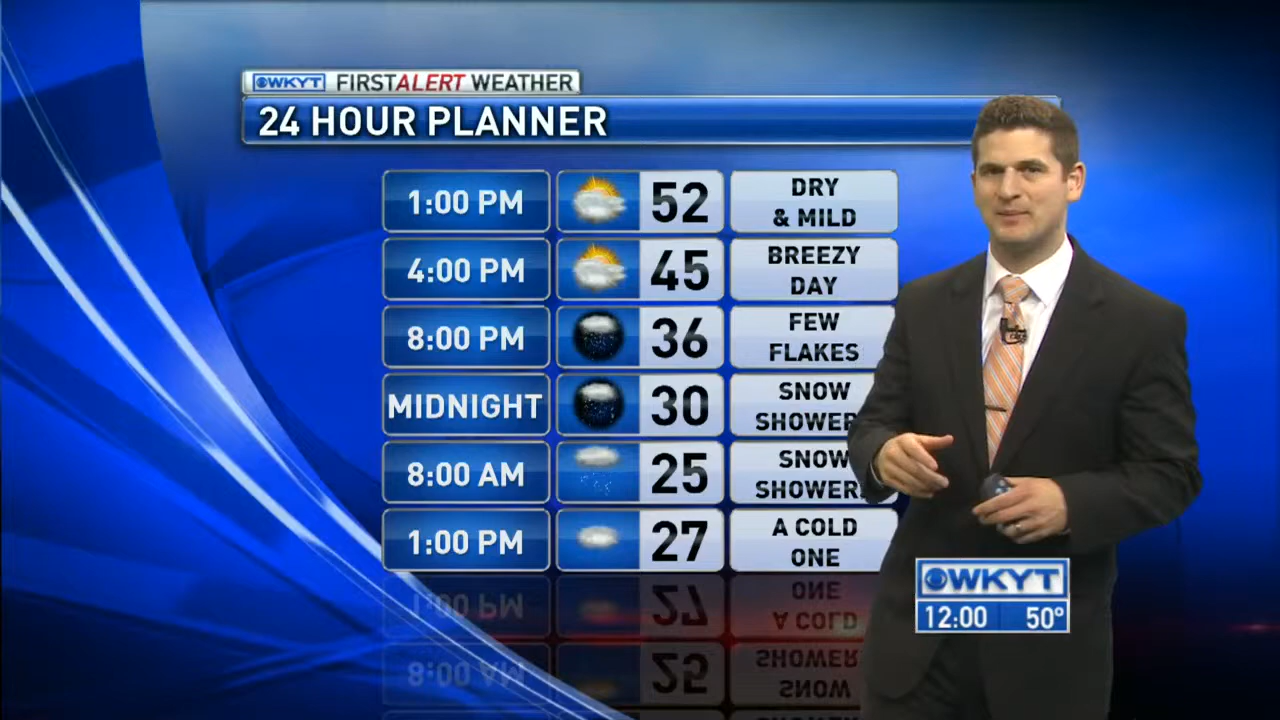 WKYT FIRSTALERT WEATHER
24 HOUR PLANNER
1:00 PM 52 DRY
& MILD
4:00 PM 45 BREEZY
DAY
8:00 PM 36 FEW
FLAKES
MIDNIGHT 30 SNOW
SHOWER
8:00 AM 25 SNOW
SHOWER
1:00 PM 27 A COLD
ONE
WKYT
12:00 50°